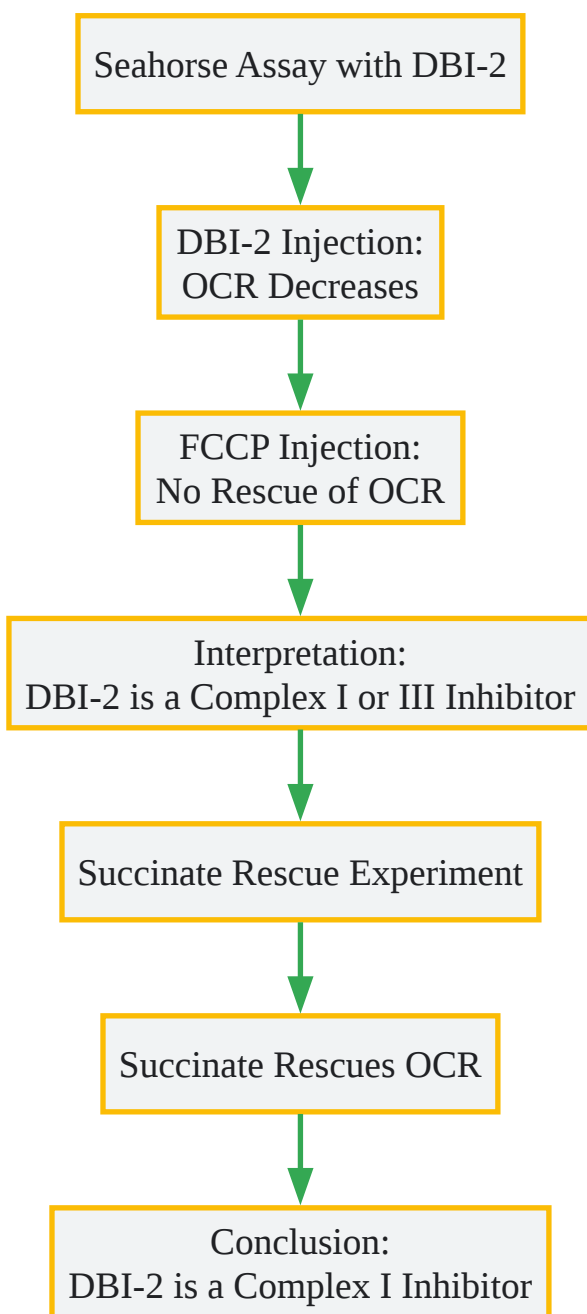 Seahorse Assay with DBI-2
DBI-2 Injection:
OCR Decreases
FCCP Injection:
No Rescue of OCR
Interpretation:
DBI-2 is a Complex I or III Inhibitor
Succinate Rescue Experiment
Succinate Rescues OCR
Conclusion:
DBI-2 is a Complex I Inhibitor